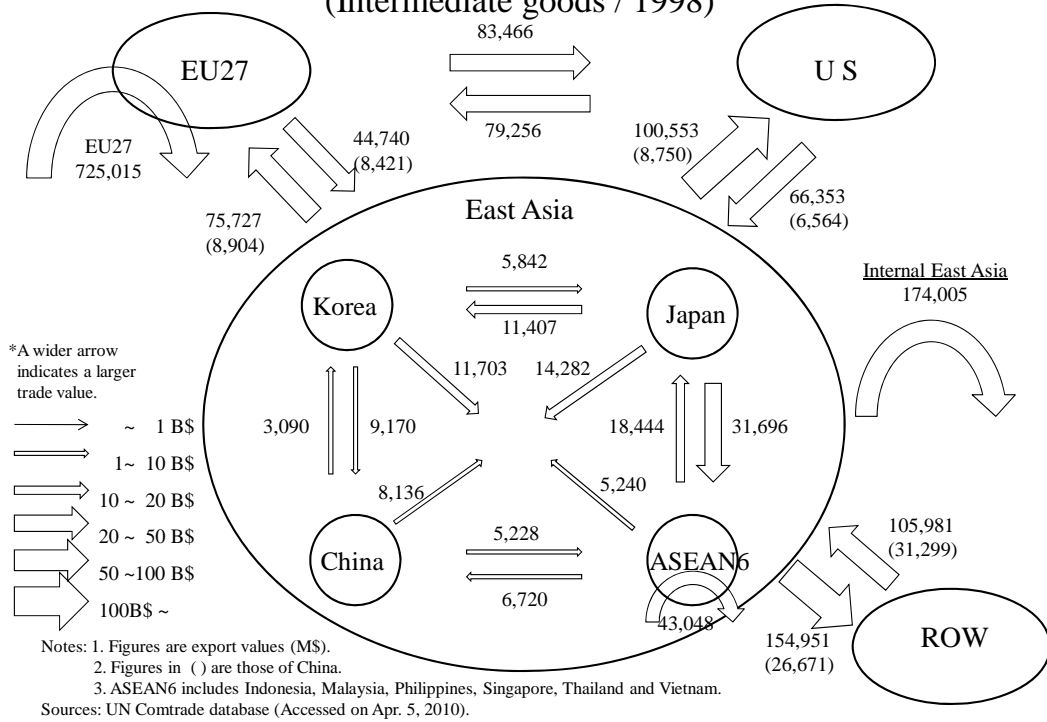 (Intermediate goods / 1998)
83,466
EU27
U S
79,256
EU27
725,015
44,740
(8,421)
100,553
(8,750)
75,727
(8,904)
66,353
(6,564)
East Asia
5,842
Korea
Japan
11,407
Internal East Asia
174,005
11,703
14,282
3,090
9,170
18,444
31,696
8,136
5,240
China
5,228
ASEAN6
6,720
43,048
105,981
(31,299)
154,951
(26,671)
ROW
*A wider arrow
indicates a larger
trade value.
~ 1 B$
1~ 10 B$
10 ~ 20 B$
20 ~ 50 B$
50 ~100 B$
100B$ ~
Notes: 1. Figures are export values (M$).
2. Figures in ( ) are those of China.
3. ASEAN6 includes Indonesia, Malaysia, Philippines, Singapore, Thailand and Vietnam.
Sources: UN Comtrade database (Accessed on Apr. 5, 2010).